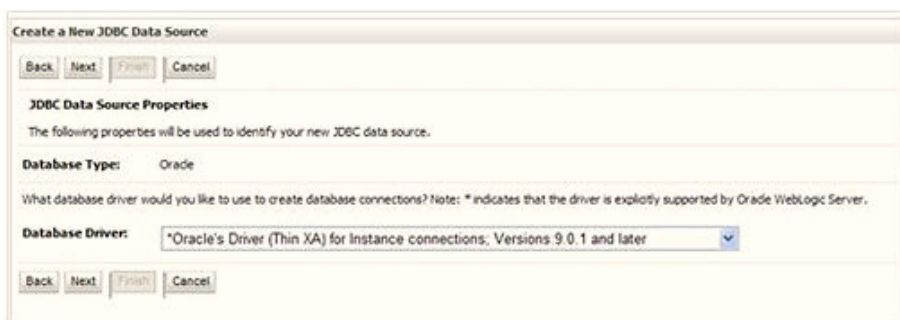 Create a New JDBC Data Source
Back Next Finish Cancel
JDBC Data Source Properties
The following properties will be used to identify your new JDBC data source.
Database Type: Oracle
What database driver would you like to use to create database connections? Note: * indicates that the driver is explicitly supported by Oracle WebLogic Server.
Database Driver: *Oracle's Driver (Thin XA) for Instance connections; Versions 9.0.1 and later
Back Next Finish Cancel